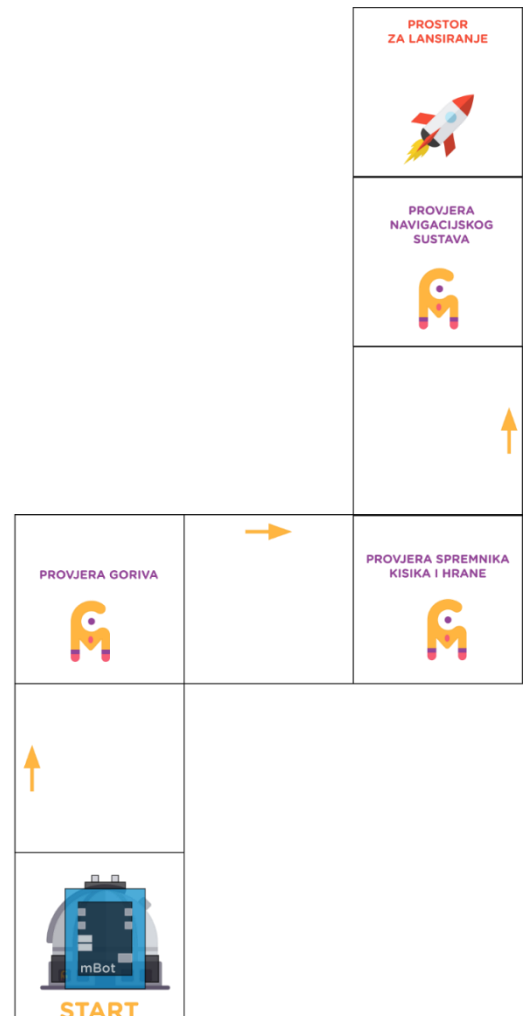 PROSTOR
ZA LANSIRANJE
PROVJERA
NAVIGACIJSKOG
SUSTAVA
PROVJERA GORIVA
PROVJERA SPREMNIKA
KISIKA I HRANE
mBot
START